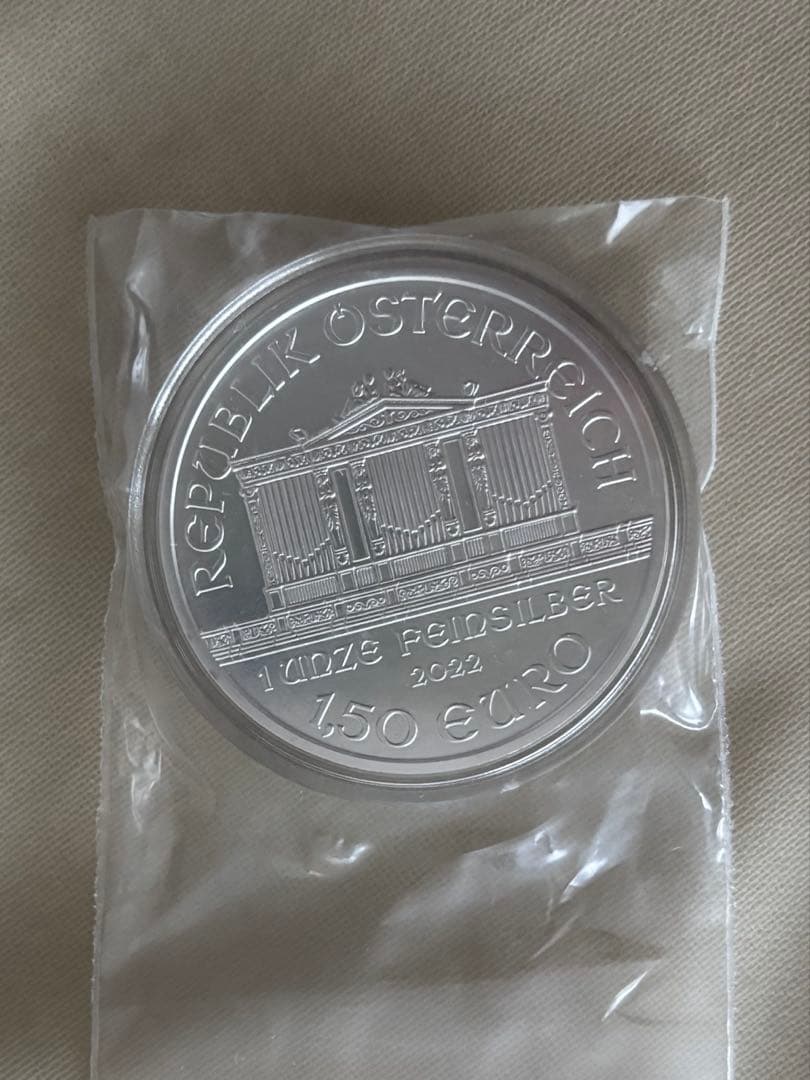 REPUBLIK ÖSTERREICH
1 UNZE FEINSILBER
2022
1,50 EURO